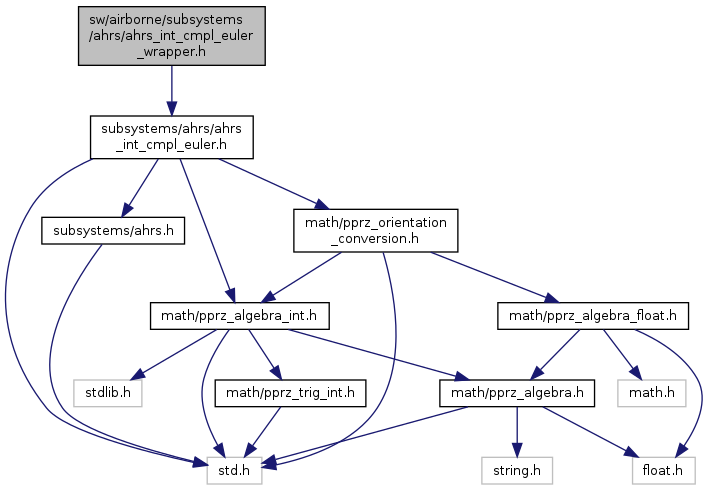 sw/airborne/subsystems
/ahrs/ahrs_int_cmpl_euler
_wrapper.h
subsystems/ahrs/ahrs
_int_cmpl_euler.h
subsystems/ahrs.h
math/pprz_orientation
_conversion.h
math/pprz_algebra_int.h
math/pprz_algebra_float.h
stdlib.h
math/pprz_trig_int.h
math/pprz_algebra.h
math.h
std.h
string.h
float.h